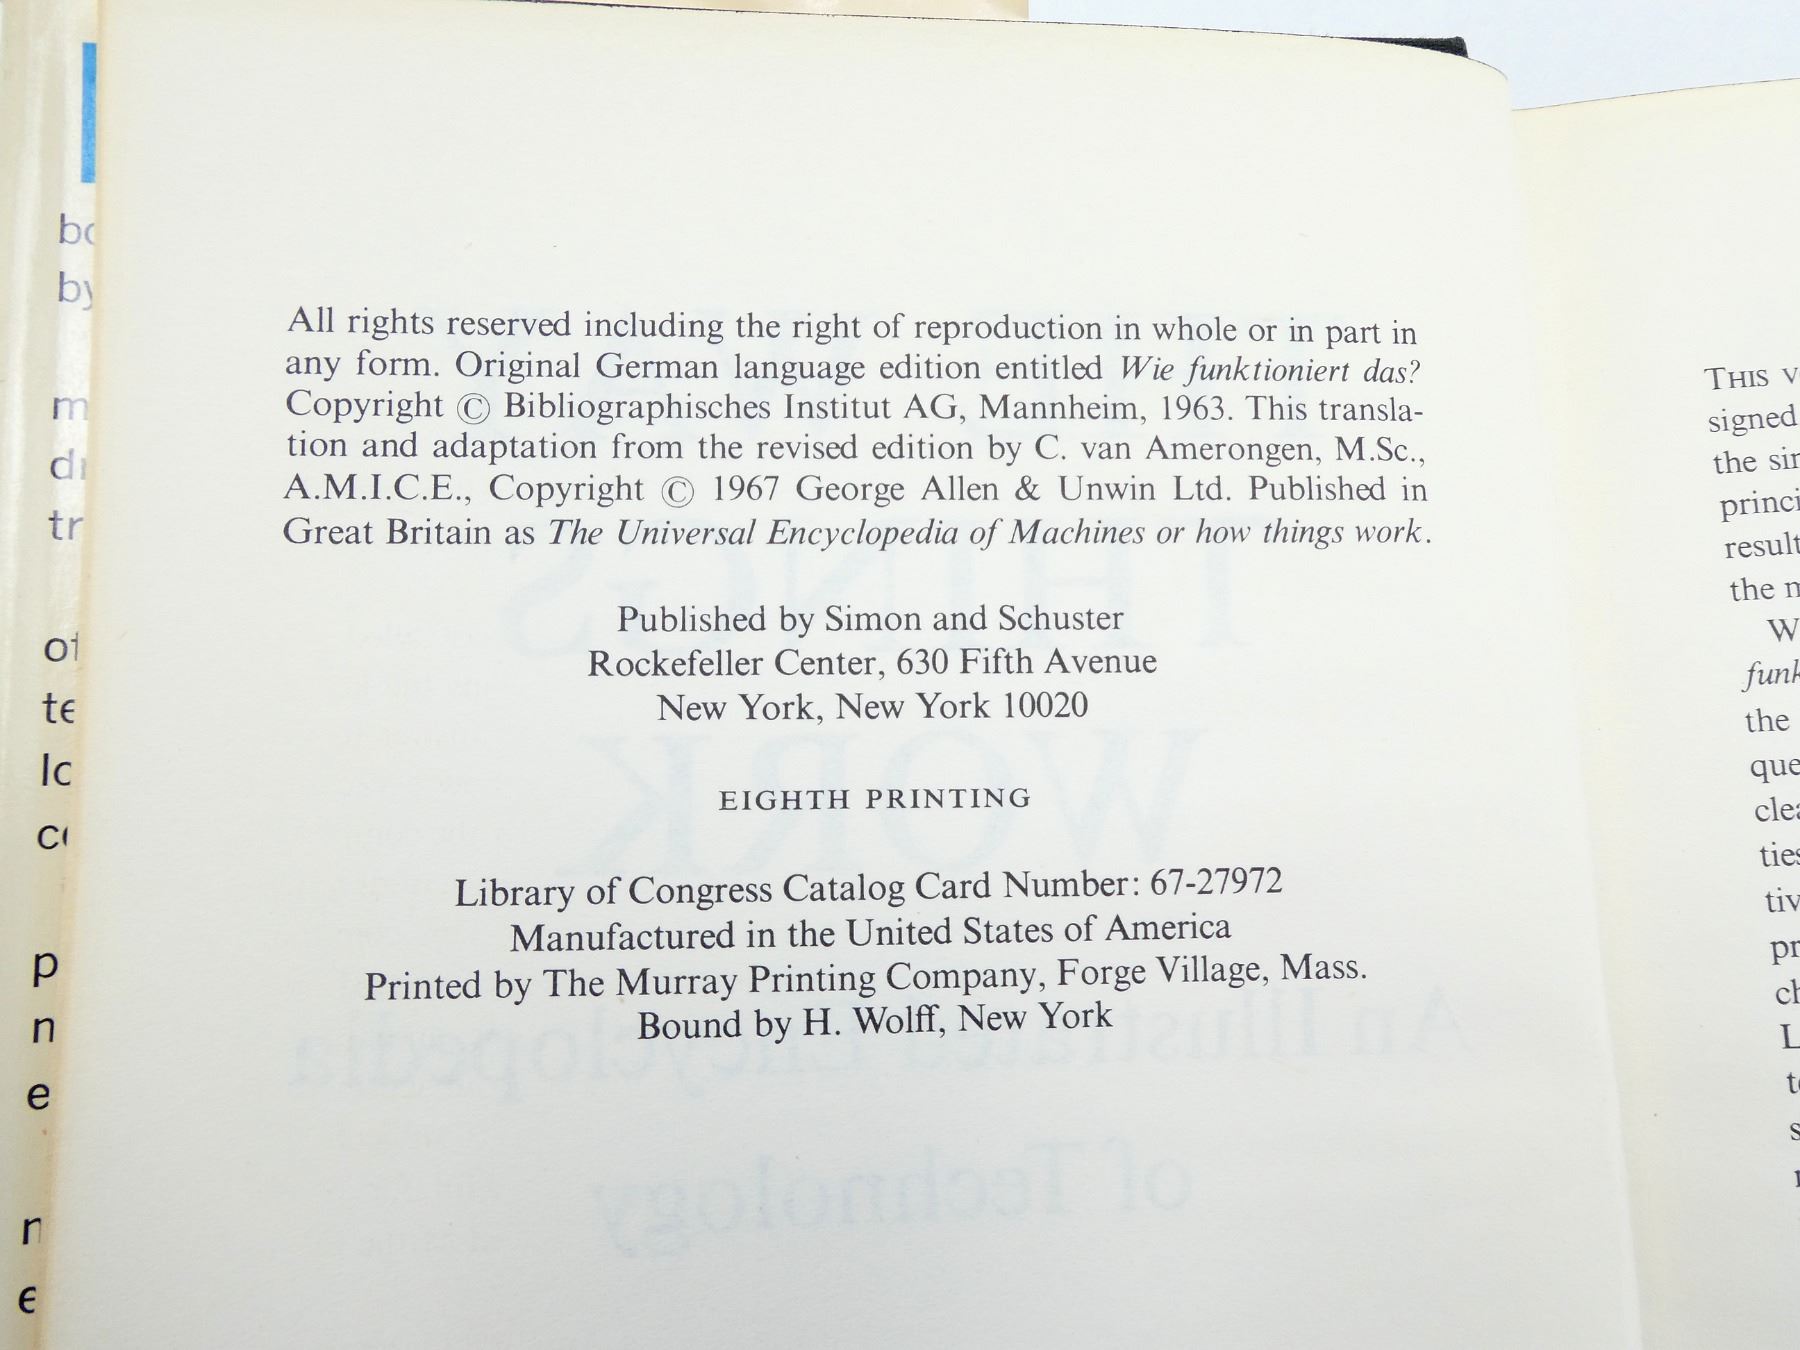 All rights reserved including the right of reproduction in whole or in part in
any form. Original German language edition entitled Wie funktioniert das?
Copyright © Bibliographisches Institut AG, Mannheim, 1963. This transla-
tion and adaptation from the revised edition by C. van Amerongen, M.Sc.,
A.M.I.C.E., Copyright © 1967 George Allen & Unwin Ltd. Published in
Great Britain as The Universal Encyclopedia of Machines or how things work.
Published by Simon and Schuster
Rockefeller Center, 630 Fifth Avenue
New York, New York 10020
EIGHTH PRINTING
Library of Congress Catalog Card Number: 67-27972
Manufactured in the United States of America
Printed by The Murray Printing Company, Forge Village, Mass.
Bound by H. Wolff, New York
THIS
signed
the
the
the